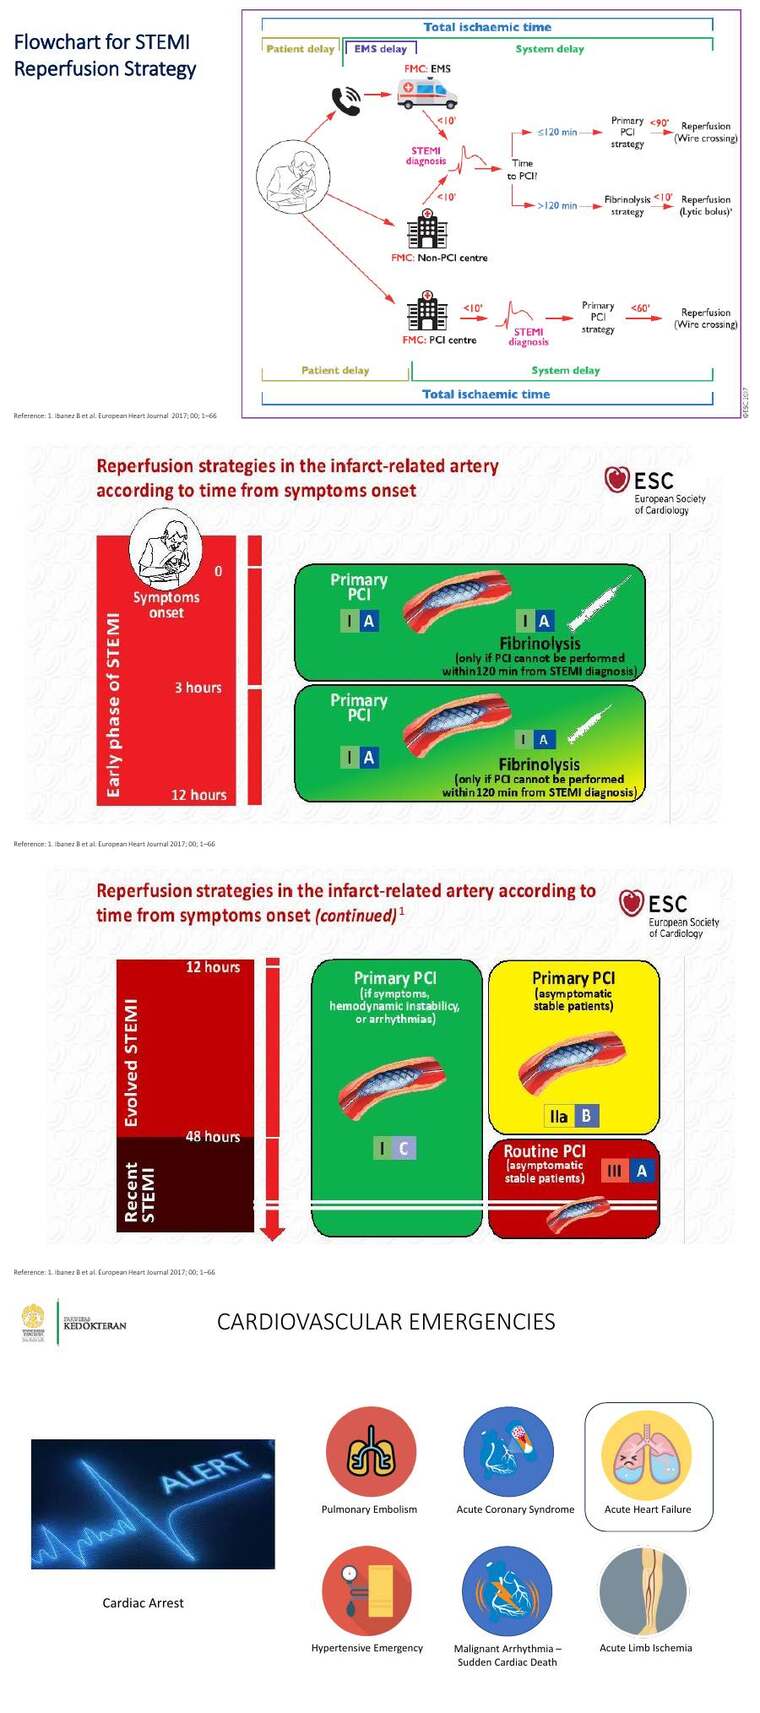 Flowchart for STEMI
Reperfusion Strategy
Total ischaemic time
Patient delay
EMS delay
System delay
FMC: EMS
<10'
STEMI
diagnosis
<10'
Time
to PCI?
≤120 min
Primary
PCI
strategy
<90'
Reperfusion
(Wire crossing)
>120 min
Fibrinolysis
strategy
<10'
Reperfusion
(Lytic bolus)ª
FMC: Non-PCI centre
<10'
STEMI
diagnosis
Primary
PCI
strategy
<60'
Reperfusion
(Wire crossing)
FMC: PCI centre
Patient delay
System delay
Total ischaemic time
©ESC 2017
Reference: 1. Ibanez B et al. European Heart Journal 2017; 00; 1–66
Reperfusion strategies in the infarct-related artery
according to time from symptoms onset
ESC
European Society
of Cardiology
Early phase of STEMI
0
Symptoms
onset
3 hours
12 hours
Primary
PCI
I A
I A
Fibrinolysis
(only if PCI cannot be performed
within 120 min from STEMI diagnosis)
Primary
PCI
I A
I A
Fibrinolysis
(only if PCI cannot be performed
within 120 min from STEMI diagnosis)
Reference: 1. Ibanez B et al. European Heart Journal 2017; 00; 1–66
Reperfusion strategies in the infarct-related artery according to
time from symptoms onset (continued)1
ESC
European Society
of Cardiology
Evolved STEMI
12 hours
48 hours
Recent
STEMI
Primary PCI
(if symptoms,
hemodynamic instability,
or arrhythmias)
I C
Primary PCI
(asymptomatic
stable patients)
IIa B
Routine PCI
(asymptomatic
stable patients)
III A
Reference: 1. Ibanez B et al. European Heart Journal 2017; 00; 1–66
FAKULTAS
KEDOKTERAN
CARDIOVASCULAR EMERGENCIES
ALERT
Cardiac Arrest
Pulmonary Embolism
Acute Coronary Syndrome
Acute Heart Failure
Hypertensive Emergency
Malignant Arrhythmia –
Sudden Cardiac Death
Acute Limb Ischemia